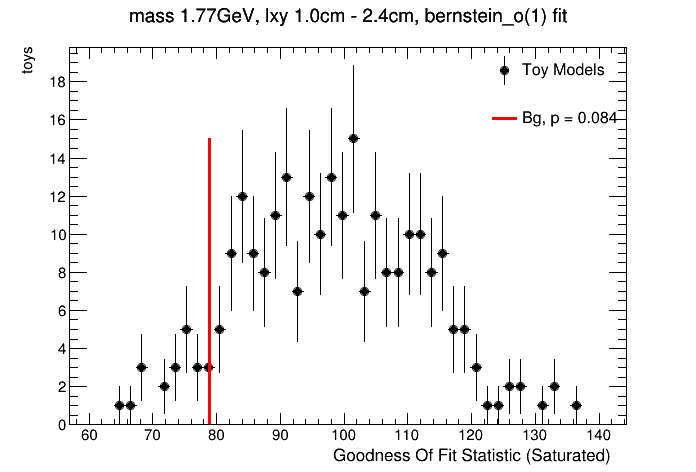 mass 1.77GeV, lxy 1.0cm - 2.4cm, bernstein_o(1) fit
toys
18
16
14
12
10
8
6
4
2
0
Toy Models
Bg, p = 0.084
60 70 80 90 100 110 120 130 140
Goodness Of Fit Statistic (Saturated)